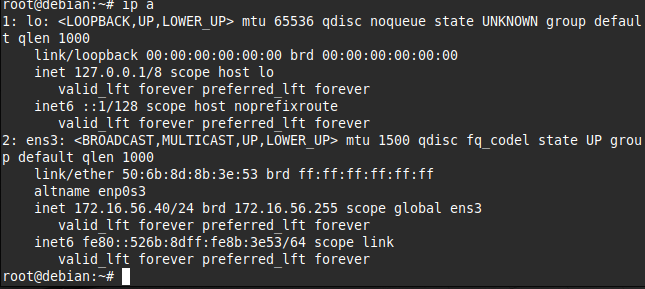 root@debian:~# ip a
1: lo: <LOOPBACK,UP,LOWER_UP> mtu 65536 qdisc noqueue state UNKNOWN group defaul
t qlen 1000
    link/loopback 00:00:00:00:00:00 brd 00:00:00:00:00:00
    inet 127.0.0.1/8 scope host lo
       valid_lft forever preferred_lft forever
    inet6 ::1/128 scope host noprefixroute
       valid_lft forever preferred_lft forever
2: ens3: <BROADCAST,MULTICAST,UP,LOWER_UP> mtu 1500 qdisc fq_codel state UP grou
p default qlen 1000
    link/ether 50:6b:8d:8b:3e:53 brd ff:ff:ff:ff:ff:ff
    altname enp0s3
    inet 172.16.56.40/24 brd 172.16.56.255 scope global ens3
       valid_lft forever preferred_lft forever
    inet6 fe80::526b:8dff:fe8b:3e53/64 scope link
       valid_lft forever preferred_lft forever
root@debian:~#